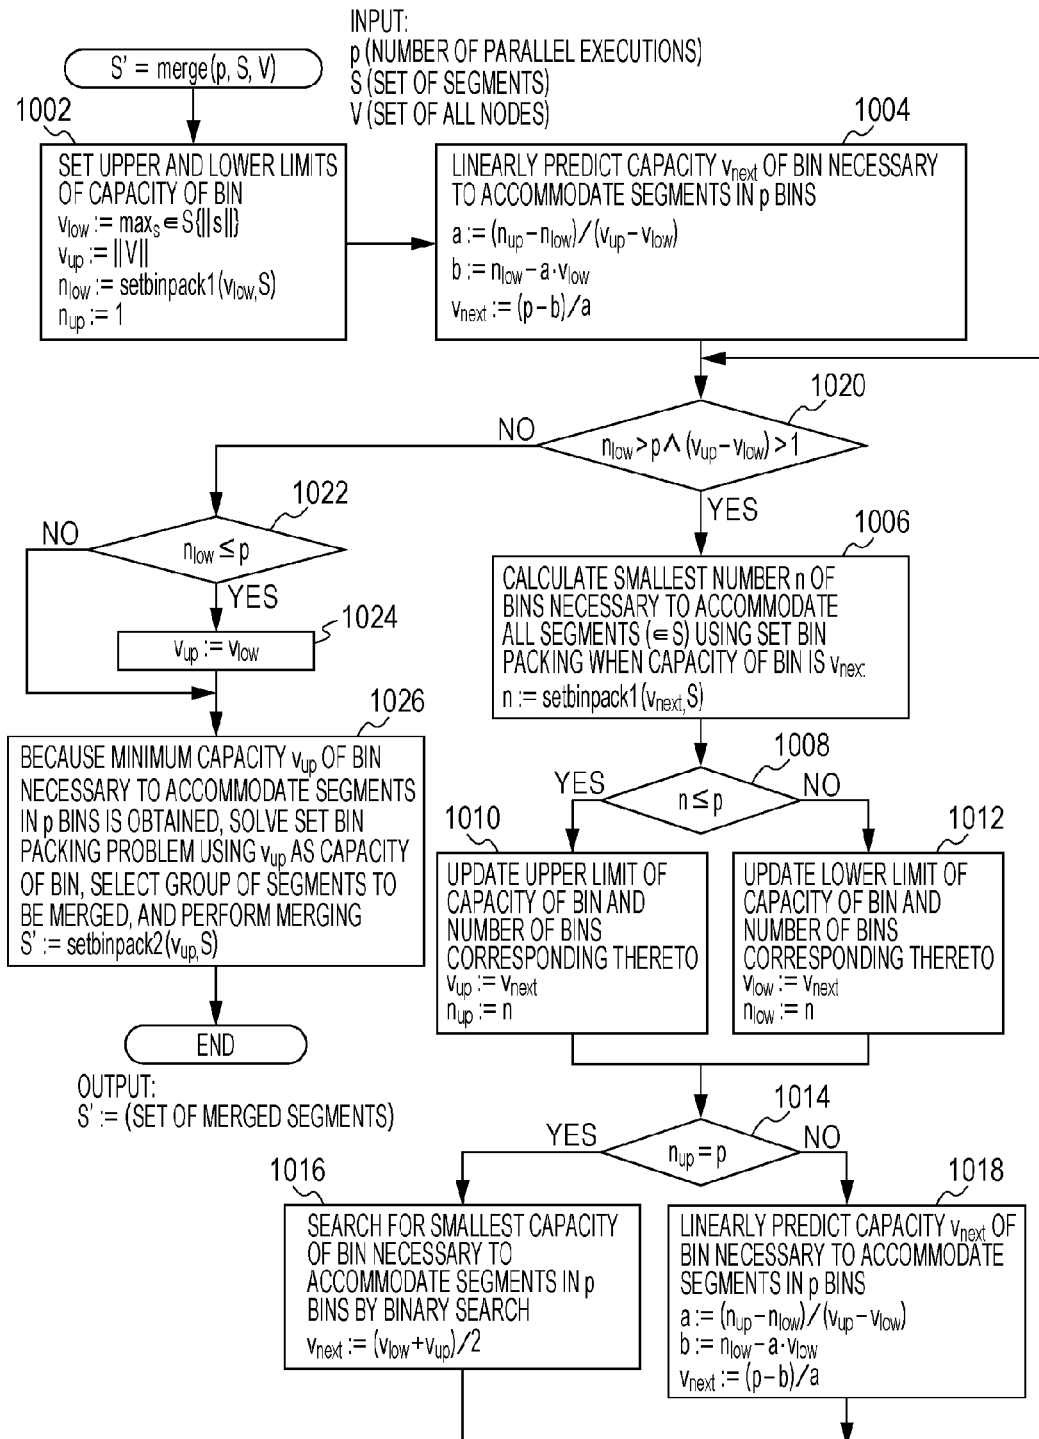 INPUT:
p (NUMBER OF PARALLEL EXECUTIONS)
S (SET OF SEGMENTS)
V (SET OF ALL NODES)
S' = merge(p, S, V)
1002
SET UPPER AND LOWER LIMITS
OF CAPACITY OF BIN
v_low := max_s ∈ S{||s||}
v_up := ||V||
n_low := setbinpack1(v_low, S)
n_up := 1
1004
LINEARLY PREDICT CAPACITY v_next OF BIN NECESSARY
TO ACCOMMODATE SEGMENTS IN p BINS
a := (n_up − n_low)/(v_up − v_low)
b := n_low − a·v_low
v_next := (p − b)/a
1020
n_low > p ∧ (v_up − v_low) > 1
NO
YES
1022
n_low ≤ p
NO
YES
1024
v_up := v_low
1026
BECAUSE MINIMUM CAPACITY v_up OF BIN
NECESSARY TO ACCOMMODATE SEGMENTS
IN p BINS IS OBTAINED, SOLVE SET BIN
PACKING PROBLEM USING v_up AS CAPACITY
OF BIN, SELECT GROUP OF SEGMENTS TO
BE MERGED, AND PERFORM MERGING
S' := setbinpack2(v_up, S)
END
OUTPUT:
S' := (SET OF MERGED SEGMENTS)
1006
CALCULATE SMALLEST NUMBER n OF
BINS NECESSARY TO ACCOMMODATE
ALL SEGMENTS (∈ S) USING SET BIN
PACKING WHEN CAPACITY OF BIN IS v_next
n := setbinpack1(v_next, S)
1008
n ≤ p
YES
NO
1010
UPDATE UPPER LIMIT OF
CAPACITY OF BIN AND
NUMBER OF BINS
CORRESPONDING THERETO
v_up := v_next
n_up := n
1012
UPDATE LOWER LIMIT OF
CAPACITY OF BIN AND
NUMBER OF BINS
CORRESPONDING THERETO
v_low := v_next
n_low := n
1014
n_up = p
YES
NO
1016
SEARCH FOR SMALLEST CAPACITY
OF BIN NECESSARY TO
ACCOMMODATE SEGMENTS IN p
BINS BY BINARY SEARCH
v_next := (v_low + v_up)/2
1018
LINEARLY PREDICT CAPACITY v_next OF
BIN NECESSARY TO ACCOMMODATE
SEGMENTS IN p BINS
a := (n_up − n_low)/(v_up − v_low)
b := n_low − a·v_low
v_next := (p − b)/a